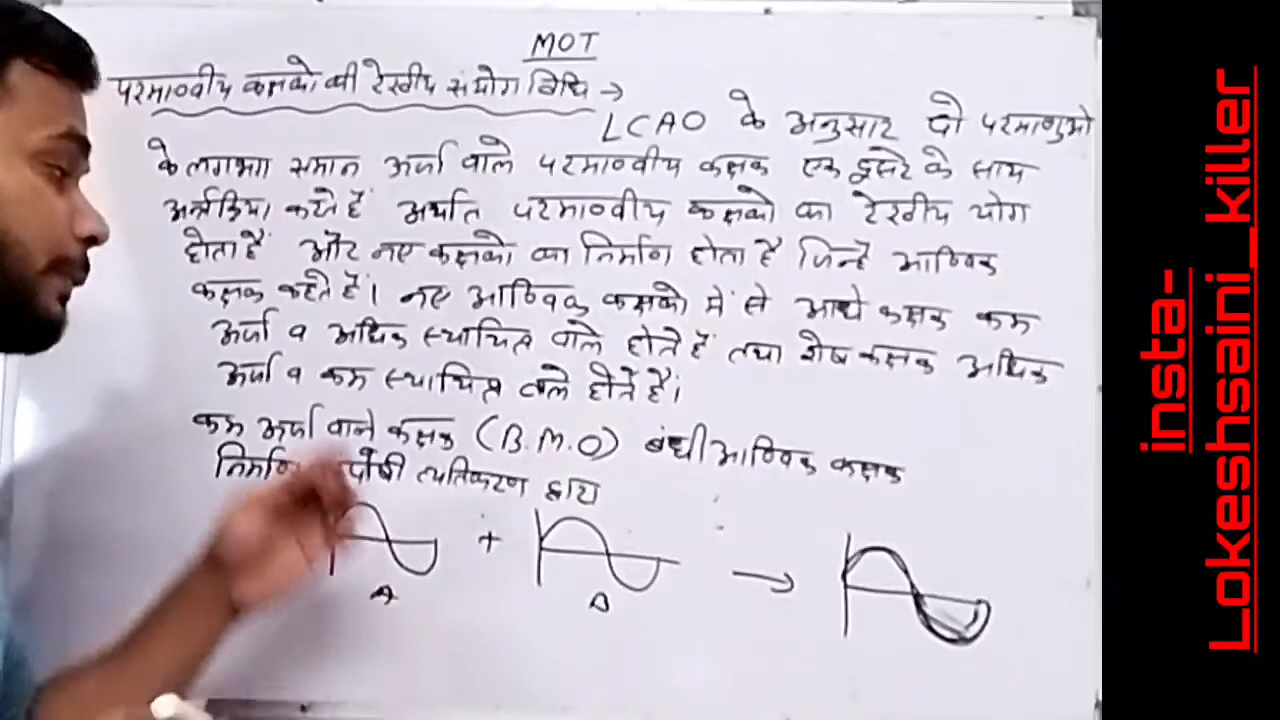 MOT
परमाण्वीय कक्षको की रेखीय संयोग विधि →
LCAO के अनुसार दो परमाणुओ
के लगभग समान ऊर्जा वाले परमाण्वीय कक्षक एक दूसरे के साथ
अर्न्तक्रिया करते हैं अर्थात परमाण्वीय कक्षको का रेखीय योग
होता है और नए कक्षको का निर्माण होता है जिन्हें आण्विक
कक्षक कहते हैं। नए आण्विक कक्षको में से आधे कक्षक कम
ऊर्जा व अधिक स्थायित्व वाले होते हैं तथा शेष कक्षक अधिक
ऊर्जा व कम स्थायित्व वाले होते हैं।
कम ऊर्जा वाले कक्षक (B.M.O) बंधी आण्विक कक्षक
निर्माण व्यतिकरण द्वारा
+ →
A B
insta-
Lokeshsaini_killer